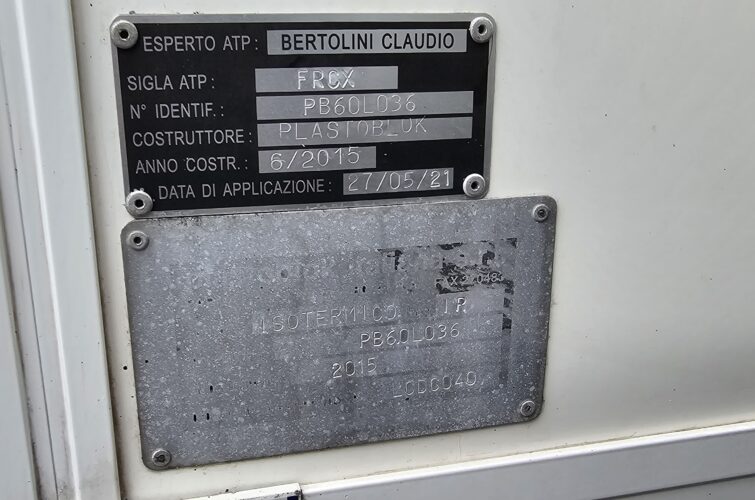 ESPERTO ATP: BERTOLINI CLAUDIO
SIGLA ATP: FRCX
N° IDENTIF.: PB60L036
COSTRUTTORE: PLASTOBLOK
ANNO COSTR.: 6/2015
DATA DI APPLICAZIONE: 27/05/21
ISOTERMICO IR
PB60L036
2015